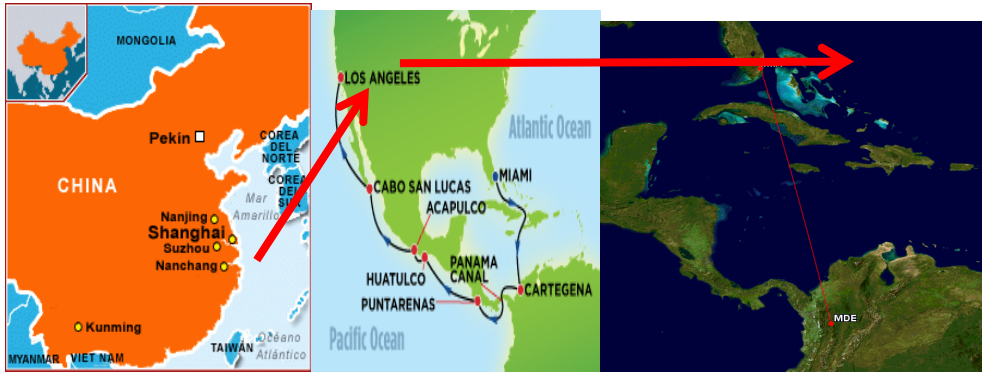 MONGOLIA
Pekín
COREA
DEL
NORTE
CHINA
COREA
DEL
SUR
Mar
Amarillo
Nanjing
Shanghai
Suzhou
Nanchang
Kunming
TAIWÁN
Océano
Atlántico
MYANMAR
VIET NAM
LOS ANGELES
Atlantic Ocean
MIAMI
CABO SAN LUCAS
ACAPULCO
HUATULCO
PANAMA
CANAL
CARTEGENA
PUNTARENAS
Pacific Ocean
MDE